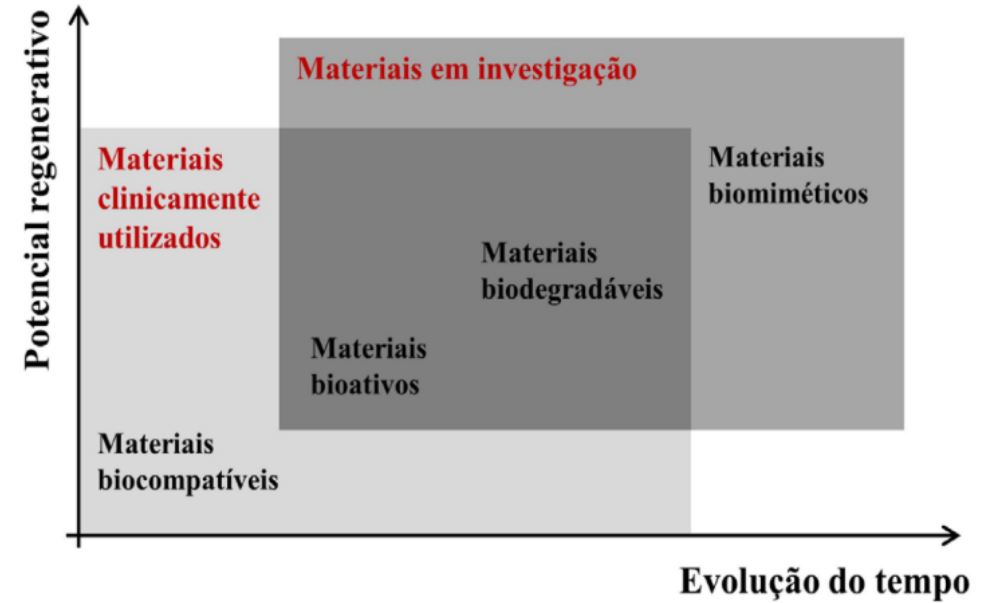 Potencial regenerativo
Materiais em investigação
Materiais
clinicamente
utilizados
Materiais
biomiméticos
Materiais
biodegradáveis
Materiais
bioativos
Materiais
biocompatíveis
Evolução do tempo